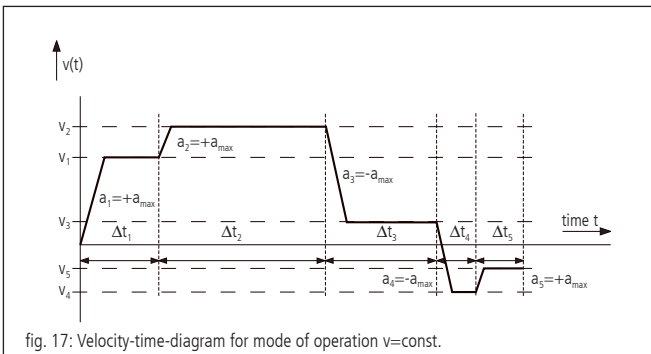 v(t)
v₂
a₂=+aₘₐₓ
v₁
a₃=-aₘₐₓ
a₁=+aₘₐₓ
v₃
time t
Δt₁ Δt₂ Δt₃ Δt₄ Δt₅
v₅
a₄=-aₘₐₓ a₅=+aₘₐₓ
v₄
fig. 17: Velocity-time-diagram for mode of operation v=const.